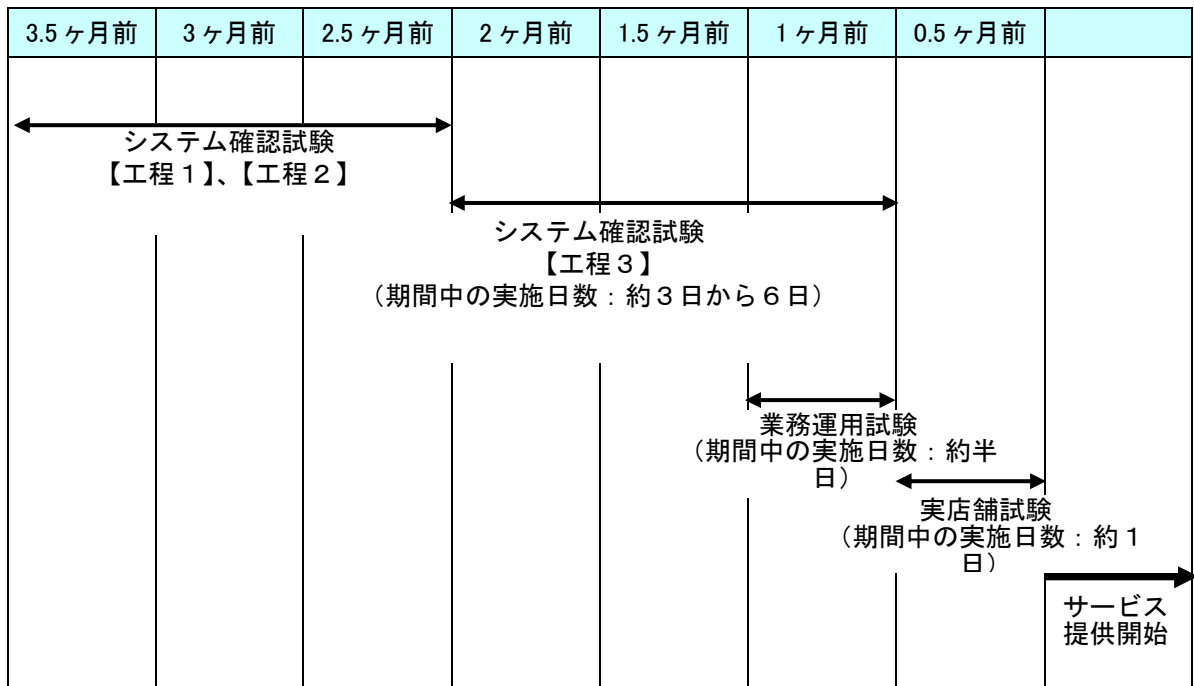 3.5ヶ月前 3ヶ月前 2.5ヶ月前 2ヶ月前 1.5ヶ月前 1ヶ月前 0.5ヶ月前
システム確認試験
【工程1】、【工程2】
システム確認試験
【工程3】
(期間中の実施日数:約3日から6日)
業務運用試験
(期間中の実施日数:約半
日)
実店舗試験
(期間中の実施日数:約1
日)
サービス
提供開始